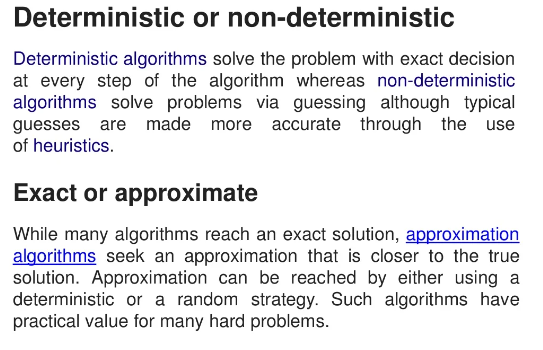 Deterministic or non-deterministic
Deterministic algorithms solve the problem with exact decision
at every step of the algorithm whereas non-deterministic
algorithms solve problems via guessing although typical
guesses are made more accurate through the use
of heuristics.
Exact or approximate
While many algorithms reach an exact solution, approximation
algorithms seek an approximation that is closer to the true
solution. Approximation can be reached by either using a
deterministic or a random strategy. Such algorithms have
practical value for many hard problems.